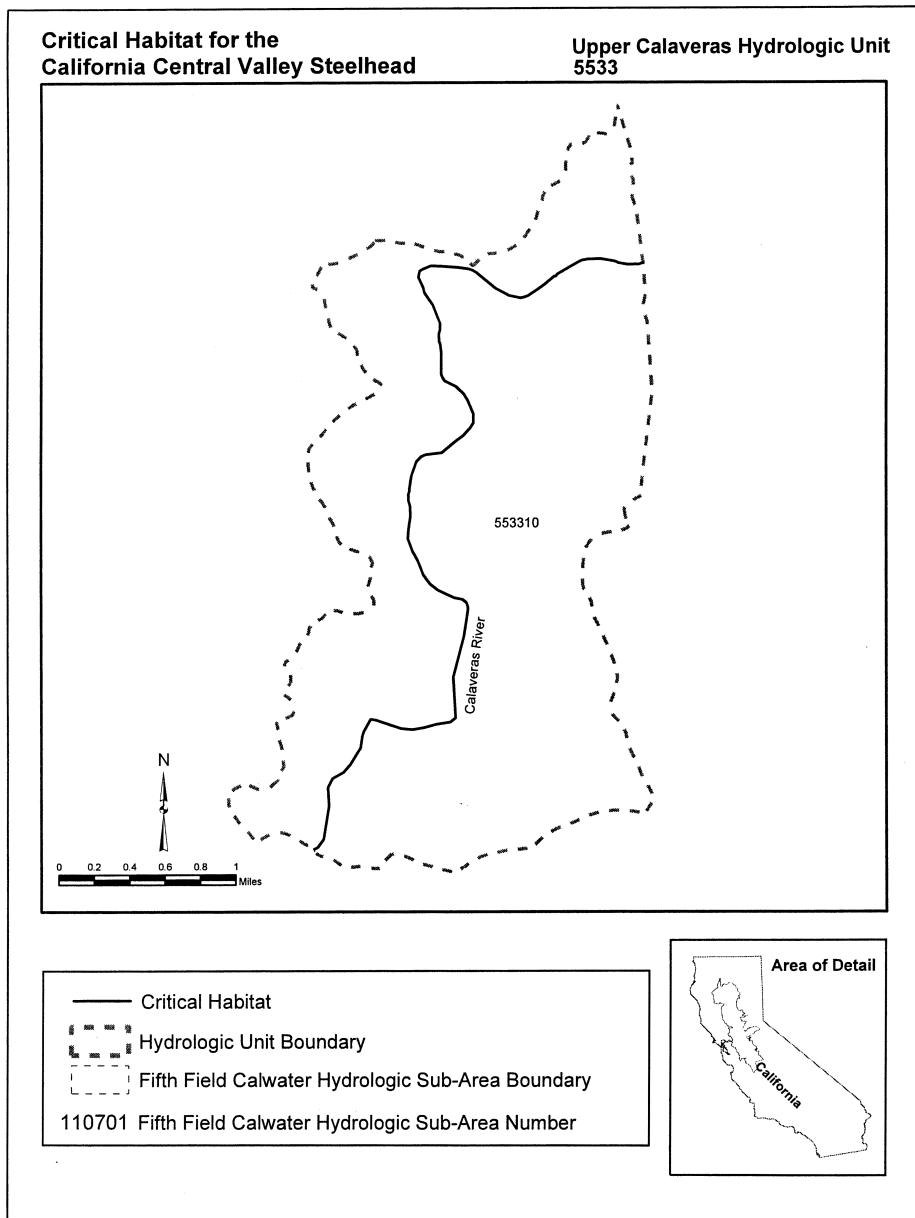 Critical Habitat for the
California Central Valley Steelhead
Upper Calaveras Hydrologic Unit
5533
553310
Calaveras River
N
0 0.2 0.4 0.6 0.8 1
Miles
Critical Habitat
Hydrologic Unit Boundary
Fifth Field Calwater Hydrologic Sub-Area Boundary
110701 Fifth Field Calwater Hydrologic Sub-Area Number
Area of Detail
California